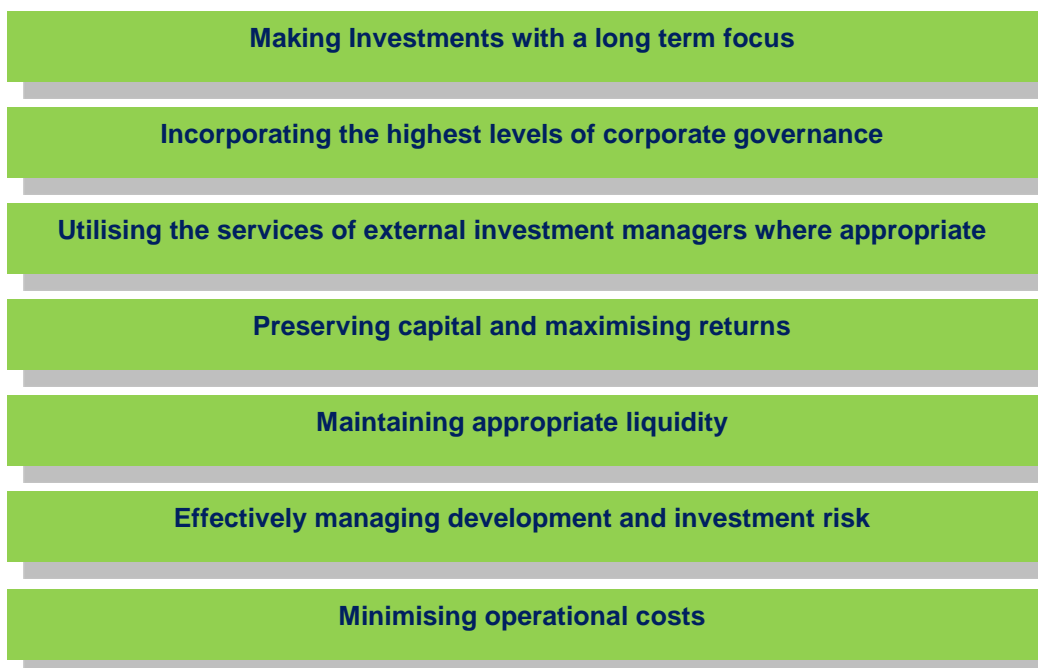 Making Investments with a long term focus
Incorporating the highest levels of corporate governance
Utilising the services of external investment managers where appropriate
Preserving capital and maximising returns
Maintaining appropriate liquidity
Effectively managing development and investment risk
Minimising operational costs